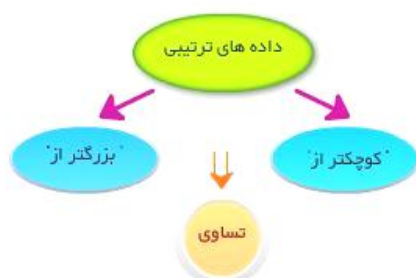 داده های ترتیبی
"کوچکتر از"
"بزرگتر از"
تساوی